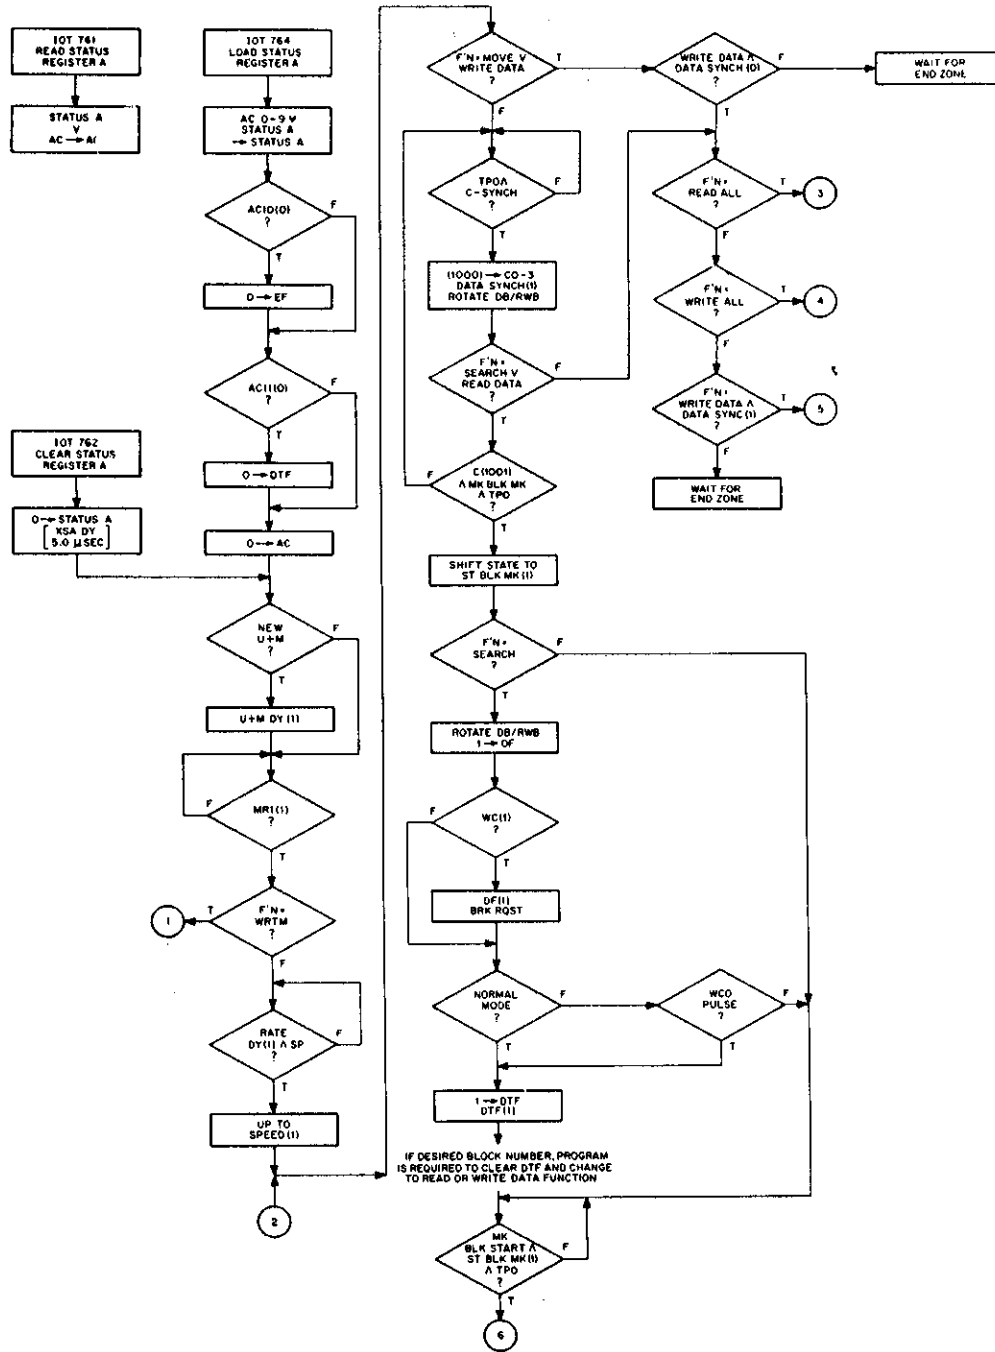 IOT 761
READ STATUS
REGISTER A
STATUS A
V
AC → AC
IOT 764
LOAD STATUS
REGISTER A
AC 0-9 ∀
STATUS A
→ STATUS A
AC10(0)
?
F
T
0 → EF
AC11(0)
?
F
T
0 → DTF
0 → AC
IOT 762
CLEAR STATUS
REGISTER A
0 → STATUS A
[ XSA DY ]
[ 5.0 µSEC ]
NEW
U+M
?
F
T
U+M DY (1)
MR1(1)
?
F
T
F'N=
WRTM
?
T
1
F
RATE
DY(1) Λ SP
?
F
T
UP TO
SPEED (1)
2
F'N= MOVE V
WRITE DATA
?
T
F
TPO Λ
C-SYNCH
?
F
T
(1000) → C0-3
DATA SYNCH(1)
ROTATE DB/RWB
F'N=
SEARCH V
READ DATA
?
F
T
C(1001)
Λ MK BLK MK
Λ TPO
?
F
T
SHIFT STATE TO
ST BLK MK (1)
F'N=
SEARCH
?
F
T
ROTATE DB/RWB
1 → DF
WC(1)
?
F
T
DF(1)
BRK RQST
NORMAL
MODE
?
F
T
WCO
PULSE
?
F
T
1 → DTF
DTF(1)
IF DESIRED BLOCK NUMBER, PROGRAM
IS REQUIRED TO CLEAR DTF AND CHANGE
TO READ OR WRITE DATA FUNCTION
MK
BLK START Λ
ST BLK MK(1)
Λ TPO
?
F
T
6
WRITE DATA Λ
DATA SYNCH (0)
?
F
T
WAIT FOR
END ZONE
F'N=
READ ALL
?
T
3
F
F'N=
WRITE ALL
?
T
4
F
F'N=
WRITE DATA Λ
DATA SYNC (1)
?
T
5
F
WAIT FOR
END ZONE